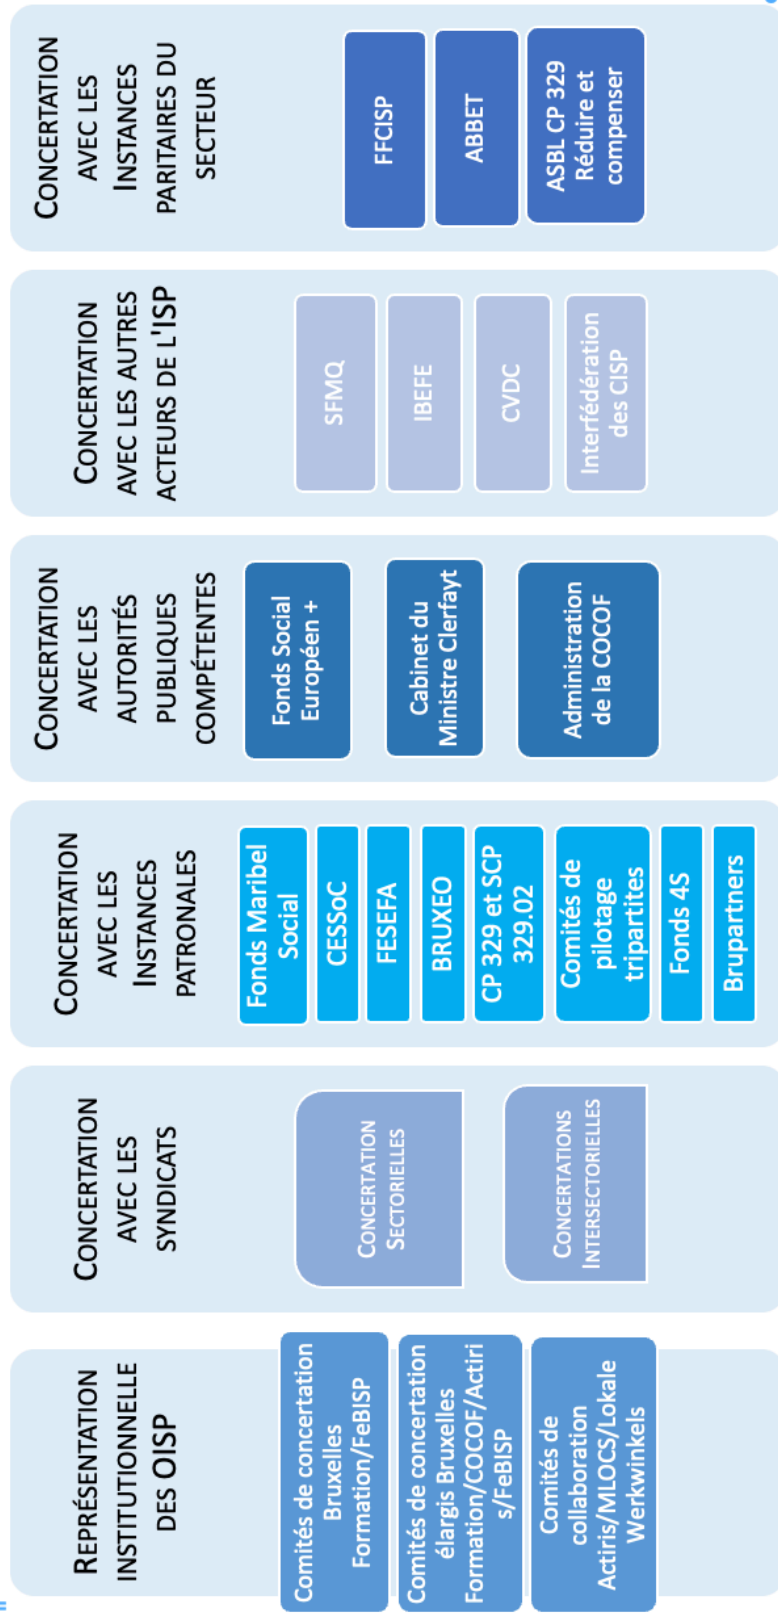 REPRÉSENTATION
INSTITUTIONNELLE
DES OISP
Comités de concertation
Bruxelles
Formation/FeBISP
Comités de concertation
élargis Bruxelles
Formation/COCOF/Actiri
s/FeBISP
Comités de
collaboration
Actiris/MLOCS/Lokale
Werkwinkels
CONCERTATION
AVEC LES
SYNDICATS
CONCERTATION
SECTORIELLES
CONCERTATIONS
INTERSECTORIELLES
CONCERTATION
AVEC LES
INSTANCES
PATRONALES
Fonds Maribel
Social
CESSoC
FESEFA
BRUXEO
CP 329 et SCP
329.02
Comités de
pilotage
tripartites
Fonds 4S
Brupartners
CONCERTATION
AVEC LES
AUTORITÉS
PUBLIQUES
COMPÉTENTES
Fonds Social
Européen +
Cabinet du
Ministre Clerfayt
Administration
de la COCOF
CONCERTATION
AVEC LES AUTRES
ACTEURS DE L'ISP
SFMQ
IBEFE
CVDC
Interfédération
des CISP
CONCERTATION
AVEC LES
INSTANCES
PARITAIRES DU
SECTEUR
FFCISP
ABBET
ASBL CP 329
Réduire et
compenser